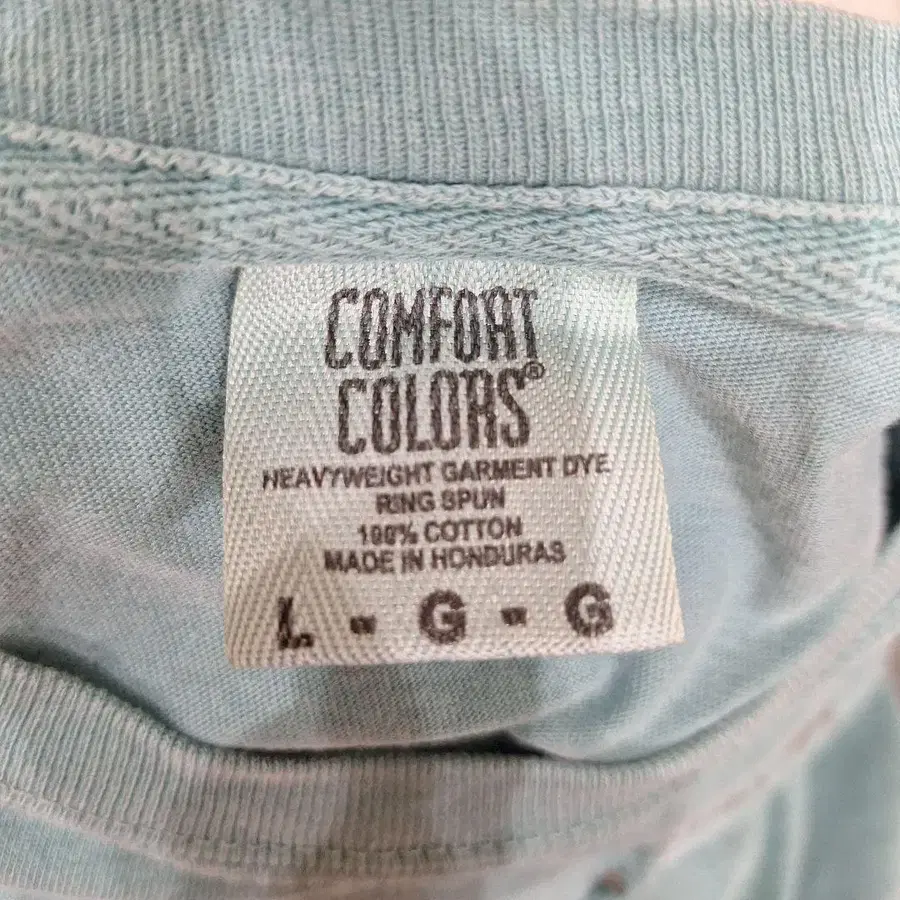 COMFORT
COLORS®
HEAVYWEIGHT GARMENT DYE
RING SPUN
100% COTTON
MADE IN HONDURAS
L - G - G